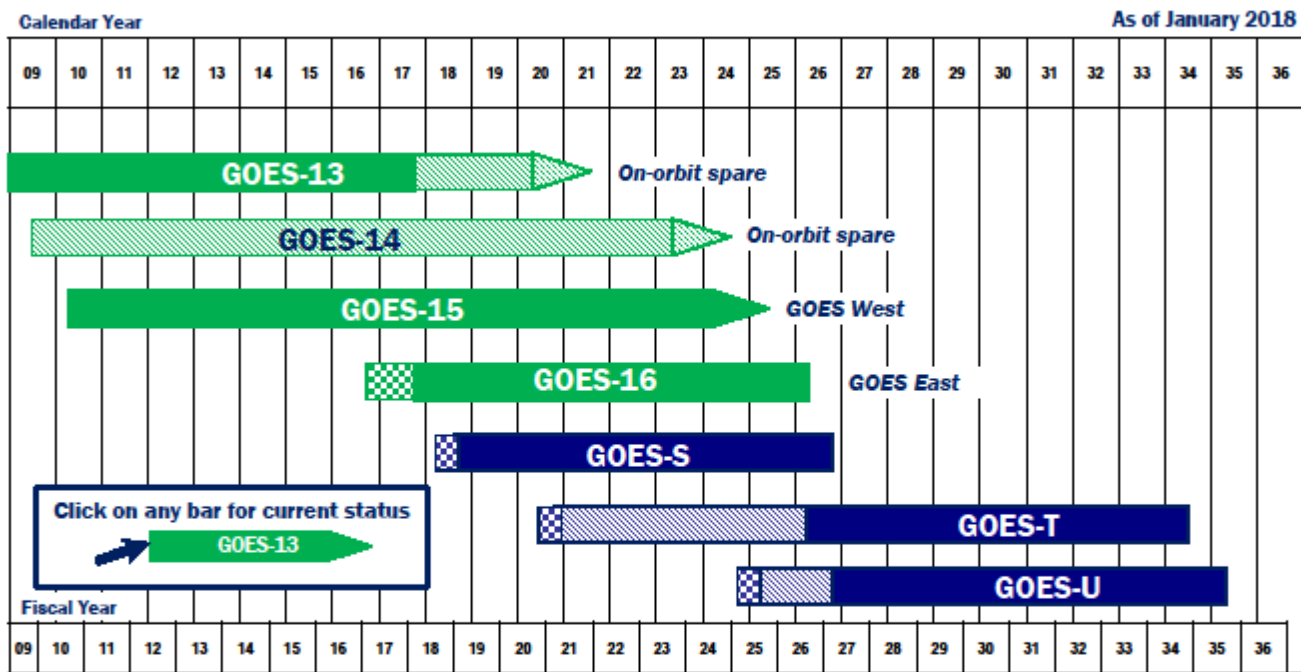 Calendar Year
As of January 2018
09 10 11 12 13 14 15 16 17 18 19 20 21 22 23 24 25 26 27 28 29 30 31 32 33 34 35 36
GOES-13
On-orbit spare
GOES-14
On-orbit spare
GOES-15
GOES West
GOES-16
GOES East
GOES-S
Click on any bar for current status
GOES-13
GOES-T
GOES-U
Fiscal Year
09 10 11 12 13 14 15 16 17 18 19 20 21 22 23 24 25 26 27 28 29 30 31 32 33 34 35 36